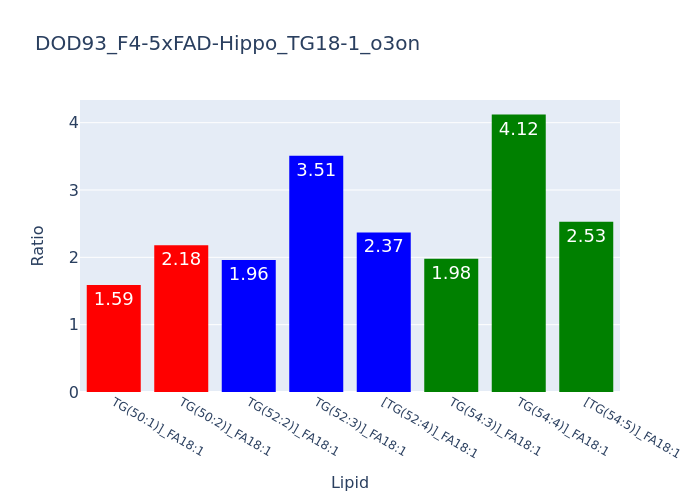 DOD93_F4-5xFAD-Hippo_TG18-1_o3on
Ratio
4
3
2
1
0
1.59
2.18
1.96
3.51
2.37
1.98
4.12
2.53
TG(50:1)]_FA18:1
TG(50:2)]_FA18:1
TG(52:2)]_FA18:1
TG(52:3)]_FA18:1
[TG(52:4)]_FA18:1
TG(54:3)]_FA18:1
TG(54:4)]_FA18:1
[TG(54:5)]_FA18:1
Lipid